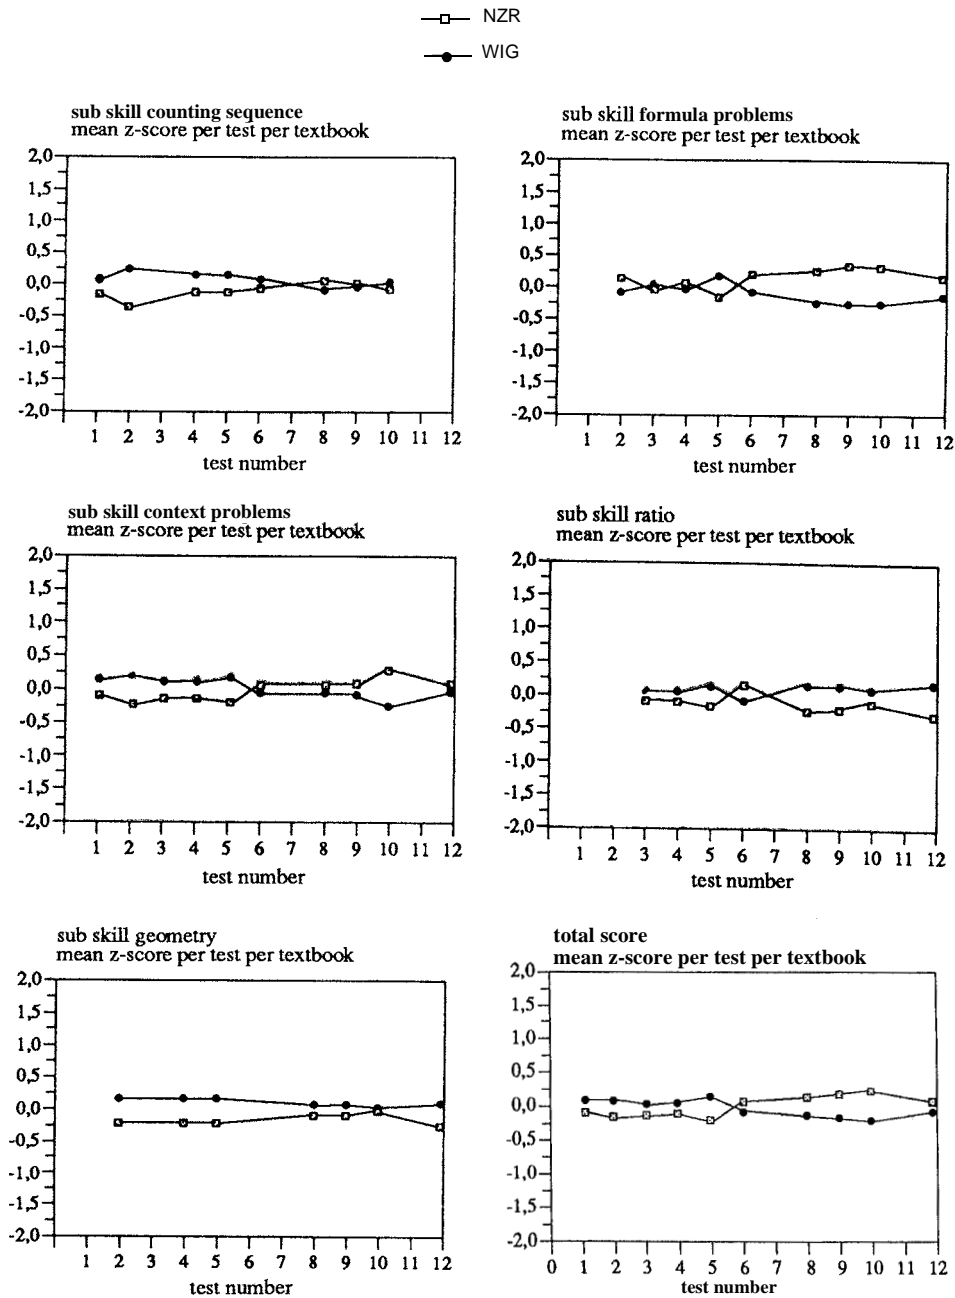 NZR
WIG
sub skill counting sequence
mean z-score per test per textbook
2,0
1,5
1,0
0,5
0,0
-0,5
-1,0
-1,5
-2,0
1 2 3 4 5 6 7 8 9 10 11 12
test number
sub skill formula problems
mean z-score per test per textbook
2,0
1,5
1,0
0,5
0,0
-0,5
-1,0
-1,5
-2,0
1 2 3 4 5 6 7 8 9 10 11 12
test number
sub skill context problems
mean z-score per test per textbook
2,0
1,5
1,0
0,5
0,0
-0,5
-1,0
-1,5
-2,0
1 2 3 4 5 6 7 8 9 10 11 12
test number
sub skill ratio
mean z-score per test per textbook
2,0
1,5
1,0
0,5
0,0
-0,5
-1,0
-1,5
-2,0
1 2 3 4 5 6 7 8 9 10 11 12
test number
sub skill geometry
mean z-score per test per textbook
2,0
1,5
1,0
0,5
0,0
-0,5
-1,0
-1,5
-2,0
1 2 3 4 5 6 7 8 9 10 11 12
test number
total score
mean z-score per test per textbook
2,0
1,5
1,0
0,5
0,0
-0,5
-1,0
-1,5
-2,0
0 1 2 3 4 5 6 7 8 9 10 11 12
test number